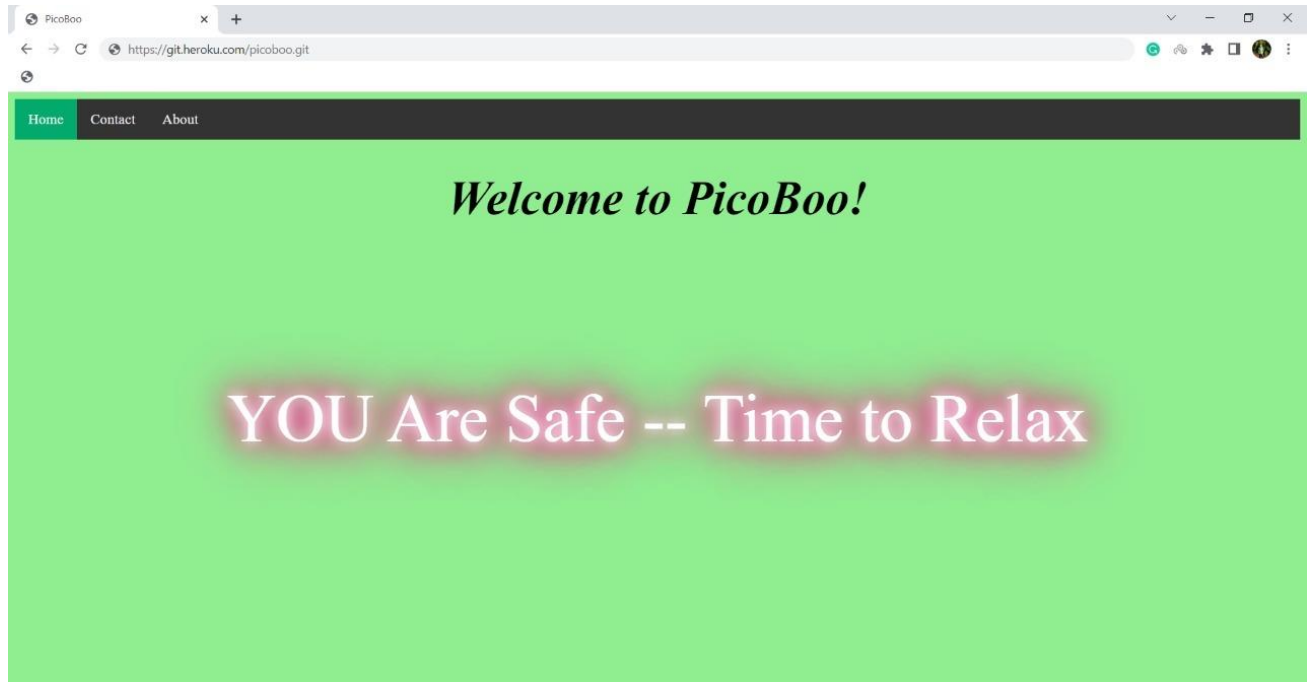 PicoBoo
https://git.heroku.com/picoboo.git
Home Contact About
Welcome to PicoBoo!
YOU Are Safe -- Time to Relax